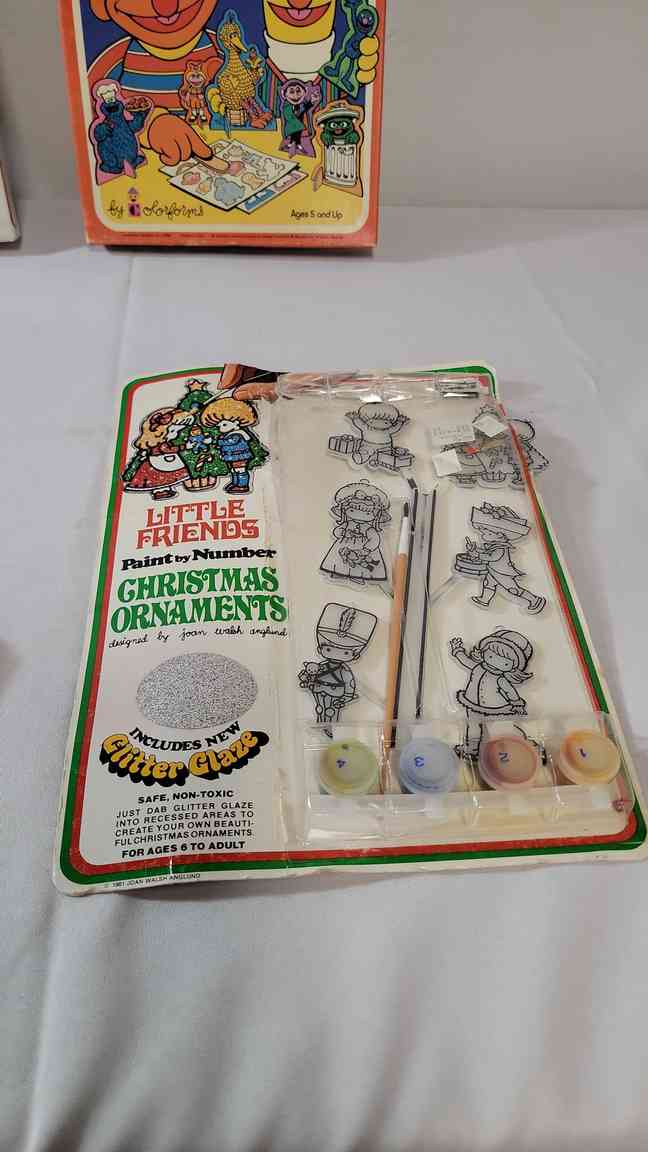 by Colorforms
Ages 5 and Up
LITTLE
FRIENDS
Paint by Number
CHRISTMAS
ORNAMENTS
designed by joan walsh anglund
INCLUDES NEW
Glitter Glaze
SAFE, NON-TOXIC
JUST DAB GLITTER GLAZE
INTO RECESSED AREAS TO
CREATE YOUR OWN BEAUTI-
FUL CHRISTMAS ORNAMENTS.
FOR AGES 6 TO ADULT
© 1981 JOAN WALSH ANGLUND
4
3
2
1